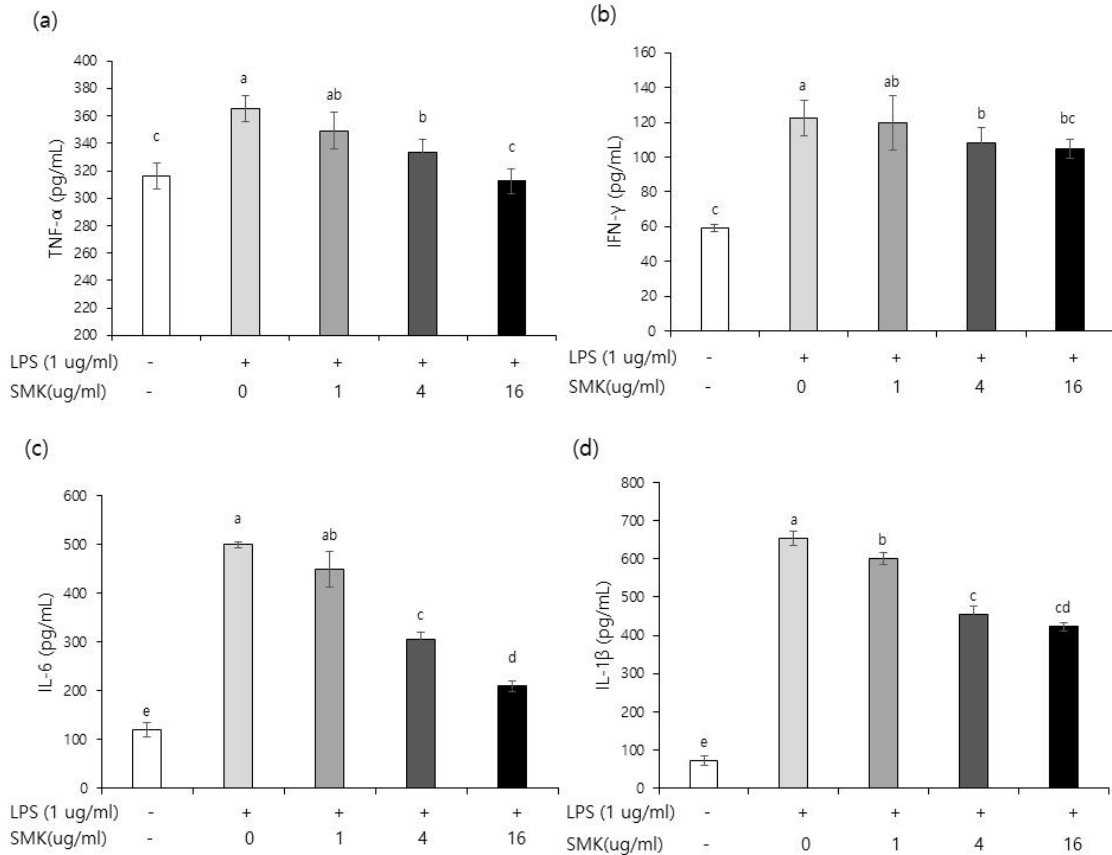 (a)
400
380
360
340
320
300
280
260
240
220
200
TNF-α (pg/mL)
c a ab b c
LPS (1 ug/ml) - + + + +
SMK(ug/ml) - 0 1 4 16
(b)
160
140
120
100
80
60
40
20
0
IFN-γ (pg/mL)
c a ab b bc
LPS (1 ug/ml) - + + + +
SMK(ug/ml) - 0 1 4 16
(c)
600
500
400
300
200
100
0
IL-6 (pg/mL)
e a ab c d
LPS (1 ug/ml) - + + + +
SMK(ug/ml) - 0 1 4 16
(d)
800
700
600
500
400
300
200
100
0
IL-1β (pg/mL)
e a b c cd
LPS (1 ug/ml) - + + + +
SMK(ug/ml) - 0 1 4 16